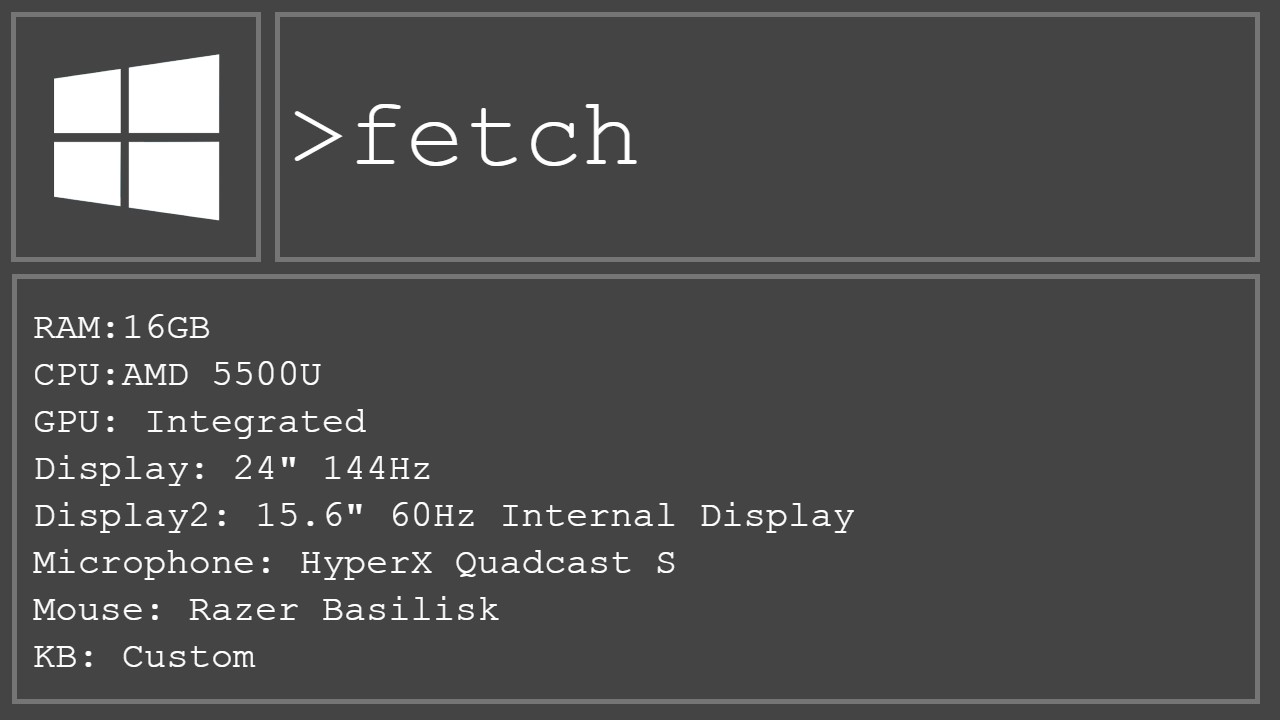 >fetch
RAM:16GB
CPU:AMD 5500U
GPU: Integrated
Display: 24" 144Hz
Display2: 15.6" 60Hz Internal Display
Microphone: HyperX Quadcast S
Mouse: Razer Basilisk
KB: Custom